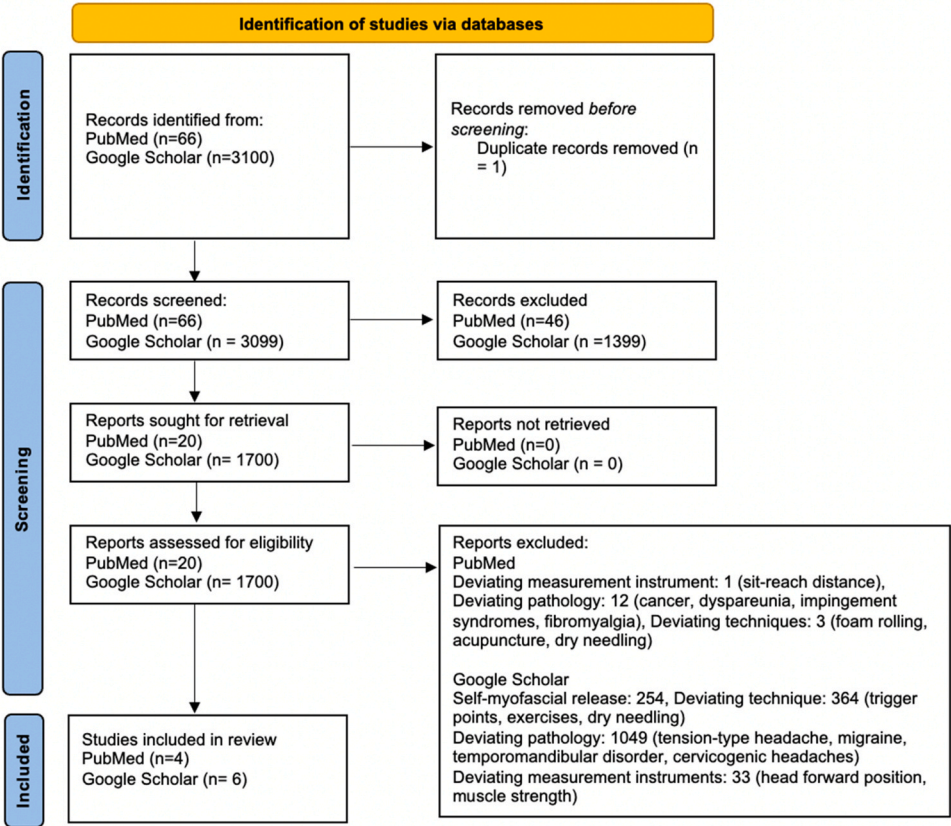 Identification of studies via databases
Identification
Records identified from:
PubMed (n=66)
Google Scholar (n=3100)
Records removed before
screening:
Duplicate records removed (n
= 1)
Screening
Records screened:
PubMed (n=66)
Google Scholar (n = 3099)
Records excluded
PubMed (n=46)
Google Scholar (n =1399)
Reports sought for retrieval
PubMed (n=20)
Google Scholar (n= 1700)
Reports not retrieved
PubMed (n=0)
Google Scholar (n = 0)
Reports assessed for eligibility
PubMed (n=20)
Google Scholar (n= 1700)
Reports excluded:
PubMed
Deviating measurement instrument: 1 (sit-reach distance),
Deviating pathology: 12 (cancer, dyspareunia, impingement
syndromes, fibromyalgia), Deviating techniques: 3 (foam rolling,
acupuncture, dry needling)
Google Scholar
Self-myofascial release: 254, Deviating technique: 364 (trigger
points, exercises, dry needling)
Deviating pathology: 1049 (tension-type headache, migraine,
temporomandibular disorder, cervicogenic headaches)
Deviating measurement instruments: 33 (head forward position,
muscle strength)
Included
Studies included in review
PubMed (n=4)
Google Scholar (n= 6)